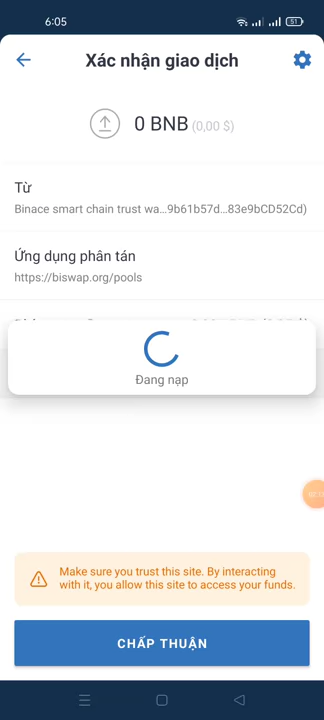 6:05
51
Xác nhận giao dịch
0 BNB (0,00 $)
Từ
Binace smart chain trust wa...9b61b57d...83e9bCD52Cd)
Ứng dụng phân tán
https://biswap.org/pools
Đang nạp
Make sure you trust this site. By interacting
with it, you allow this site to access your funds.
CHẤP THUẬN